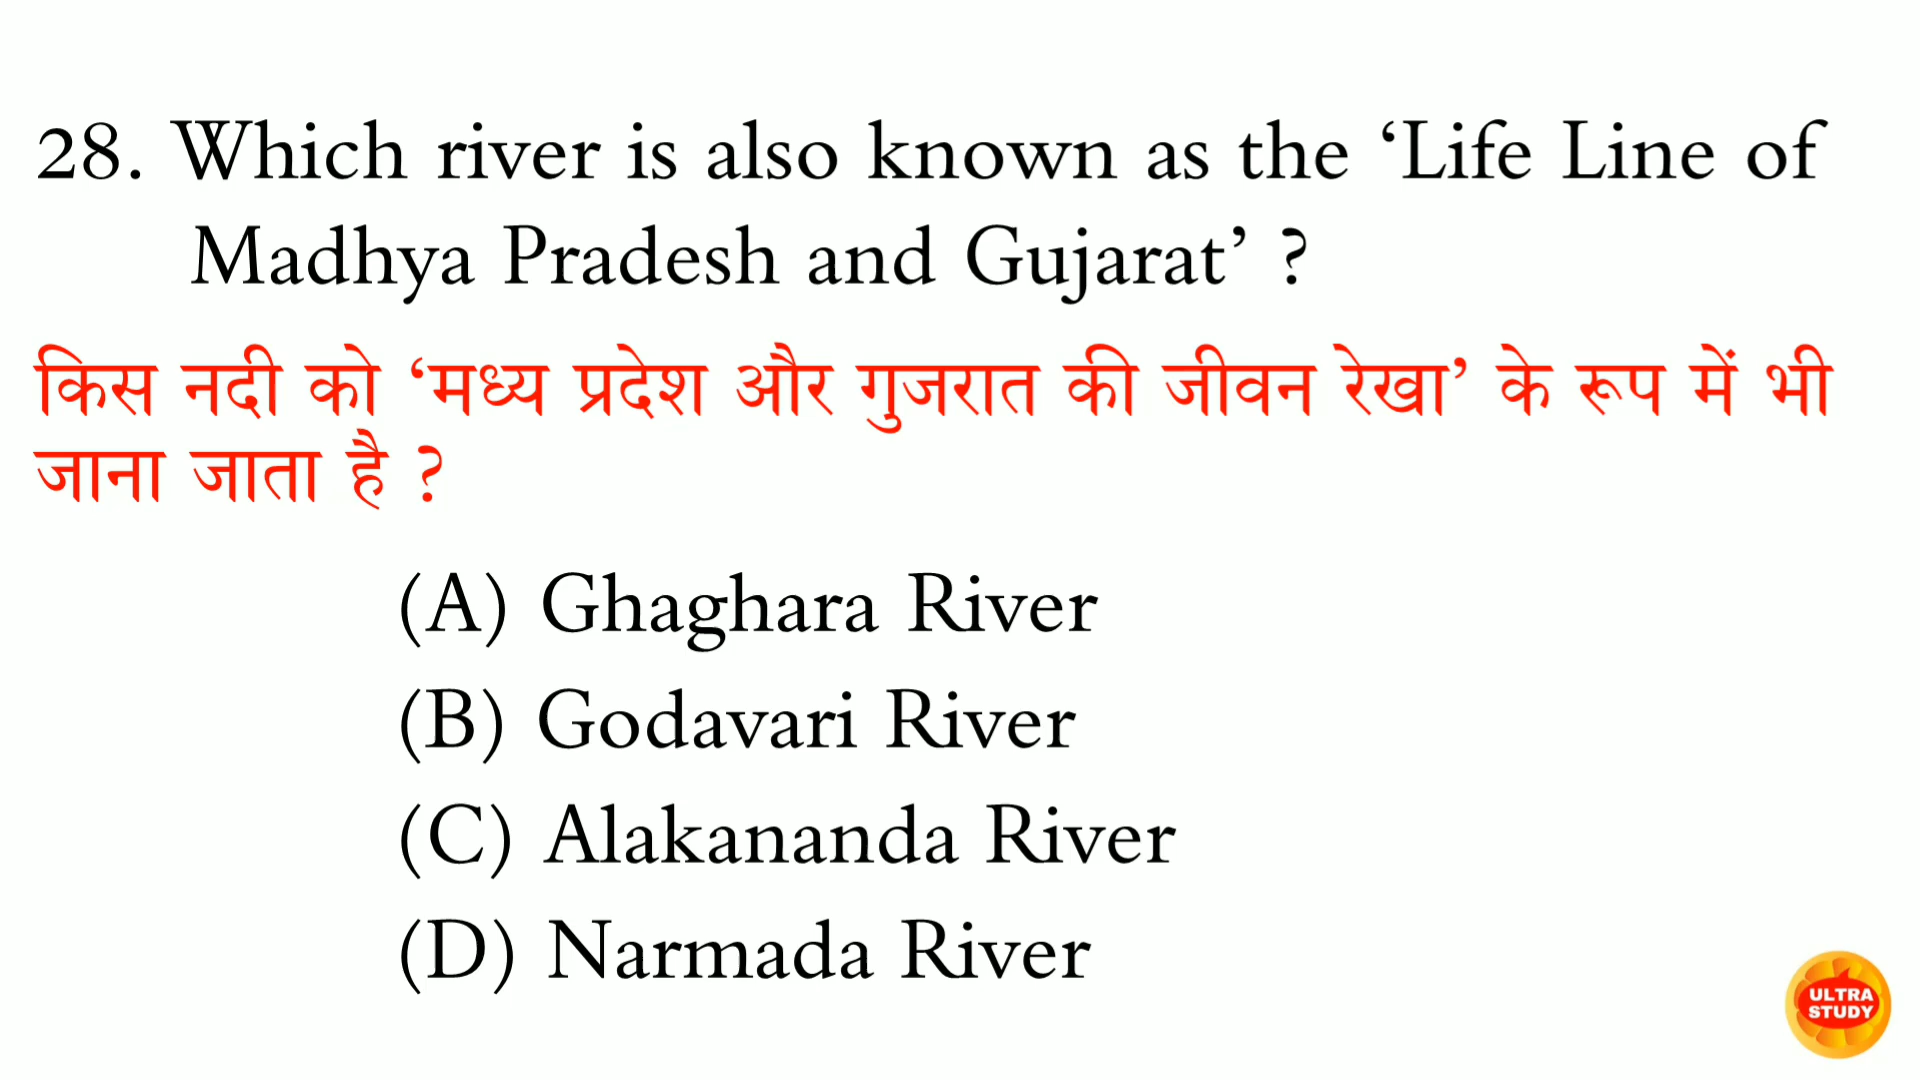 28. Which river is also known as the ‘Life Line of
Madhya Pradesh and Gujarat’ ?
किस नदी को ‘मध्य प्रदेश और गुजरात की जीवन रेखा’ के रूप में भी
जाना जाता है ?
(A) Ghaghara River
(B) Godavari River
(C) Alakananda River
(D) Narmada River
ULTRA
STUDY